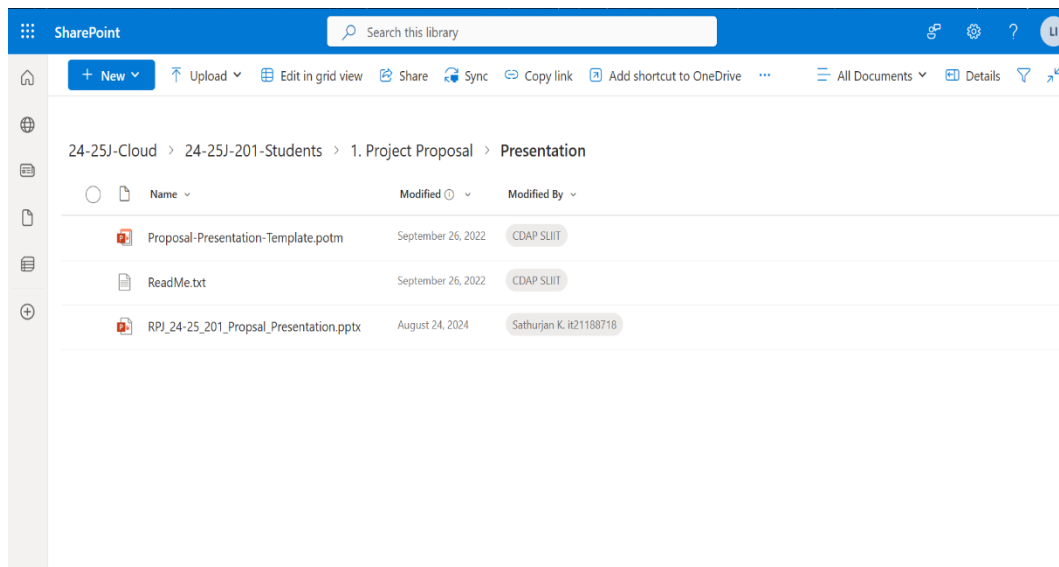 SharePoint
Search this library
?
LI
+ New
Upload
Edit in grid view
Share
Sync
Copy link
Add shortcut to OneDrive
···
All Documents
Details
24-25J-Cloud > 24-25J-201-Students > 1. Project Proposal > Presentation
Name Modified Modified By
Proposal-Presentation-Template.potm September 26, 2022 CDAP SLIIT
ReadMe.txt September 26, 2022 CDAP SLIIT
RPJ_24-25_201_Propsal_Presentation.pptx August 24, 2024 Sathurjan K. it21188718